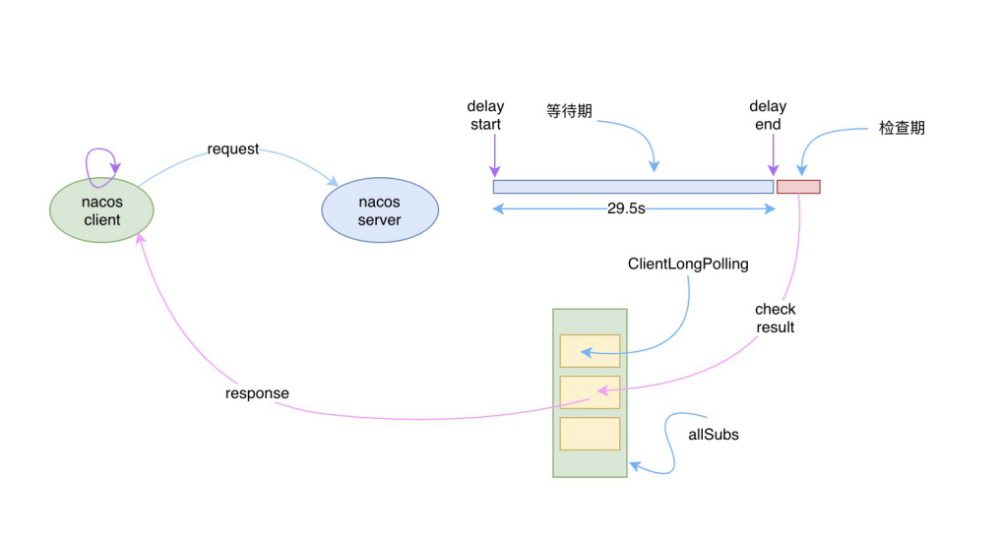 delay
start
等待期
delay
end
检查期
request
nacos
client
nacos
server
29.5s
ClientLongPolling
check
result
response
allSubs